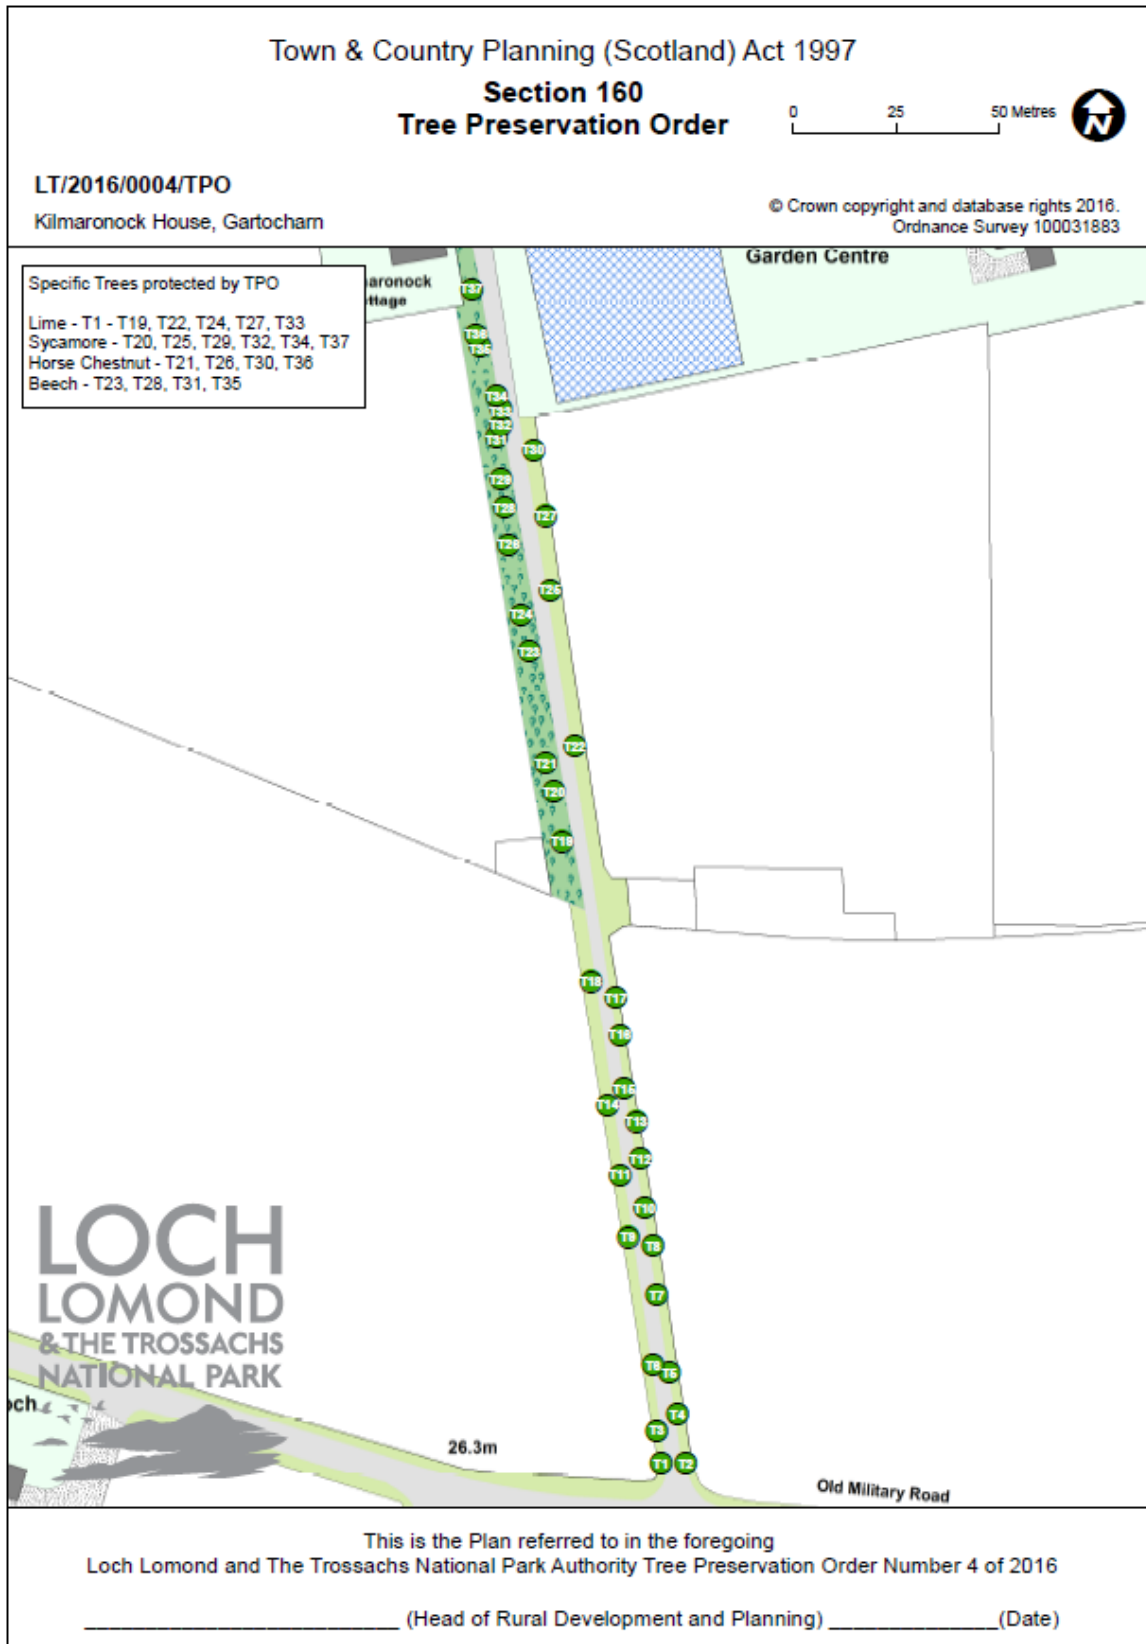 Town & Country Planning (Scotland) Act 1997
Section 160
Tree Preservation Order
0 25 50 Metres
N
LT/2016/0004/TPO
Kilmaronock House, Gartocharn
© Crown copyright and database rights 2016.
Ordnance Survey 100031883
Specific Trees protected by TPO
Lime - T1 - T19, T22, T24, T27, T33
Sycamore - T20, T25, T29, T32, T34, T37
Horse Chestnut - T21, T26, T30, T36
Beech - T23, T28, T31, T35
aronock
ttage
Garden Centre
T37
T36
T35
T34
T33
T32
T31
T30
T29
T28
T27
T26
T25
T24
T23
T22
T21
T20
T19
T18
T17
T16
T15
T14
T13
T12
T11
T10
T9
T8
T7
T6
T5
T4
T3
T1 T2
LOCH
LOMOND
& THE TROSSACHS
NATIONAL PARK
och
26.3m
Old Military Road
This is the Plan referred to in the foregoing
Loch Lomond and The Trossachs National Park Authority Tree Preservation Order Number 4 of 2016
(Head of Rural Development and Planning) (Date)